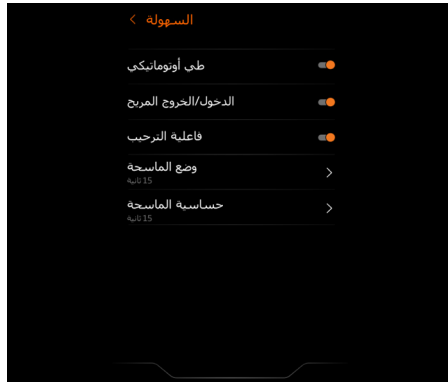 السهولة
طي أوتوماتيكي
الدخول/الخروج المريح
فاعلية الترحيب
وضع الماسحة
15 ثانية
حساسية الماسحة
15 ثانية